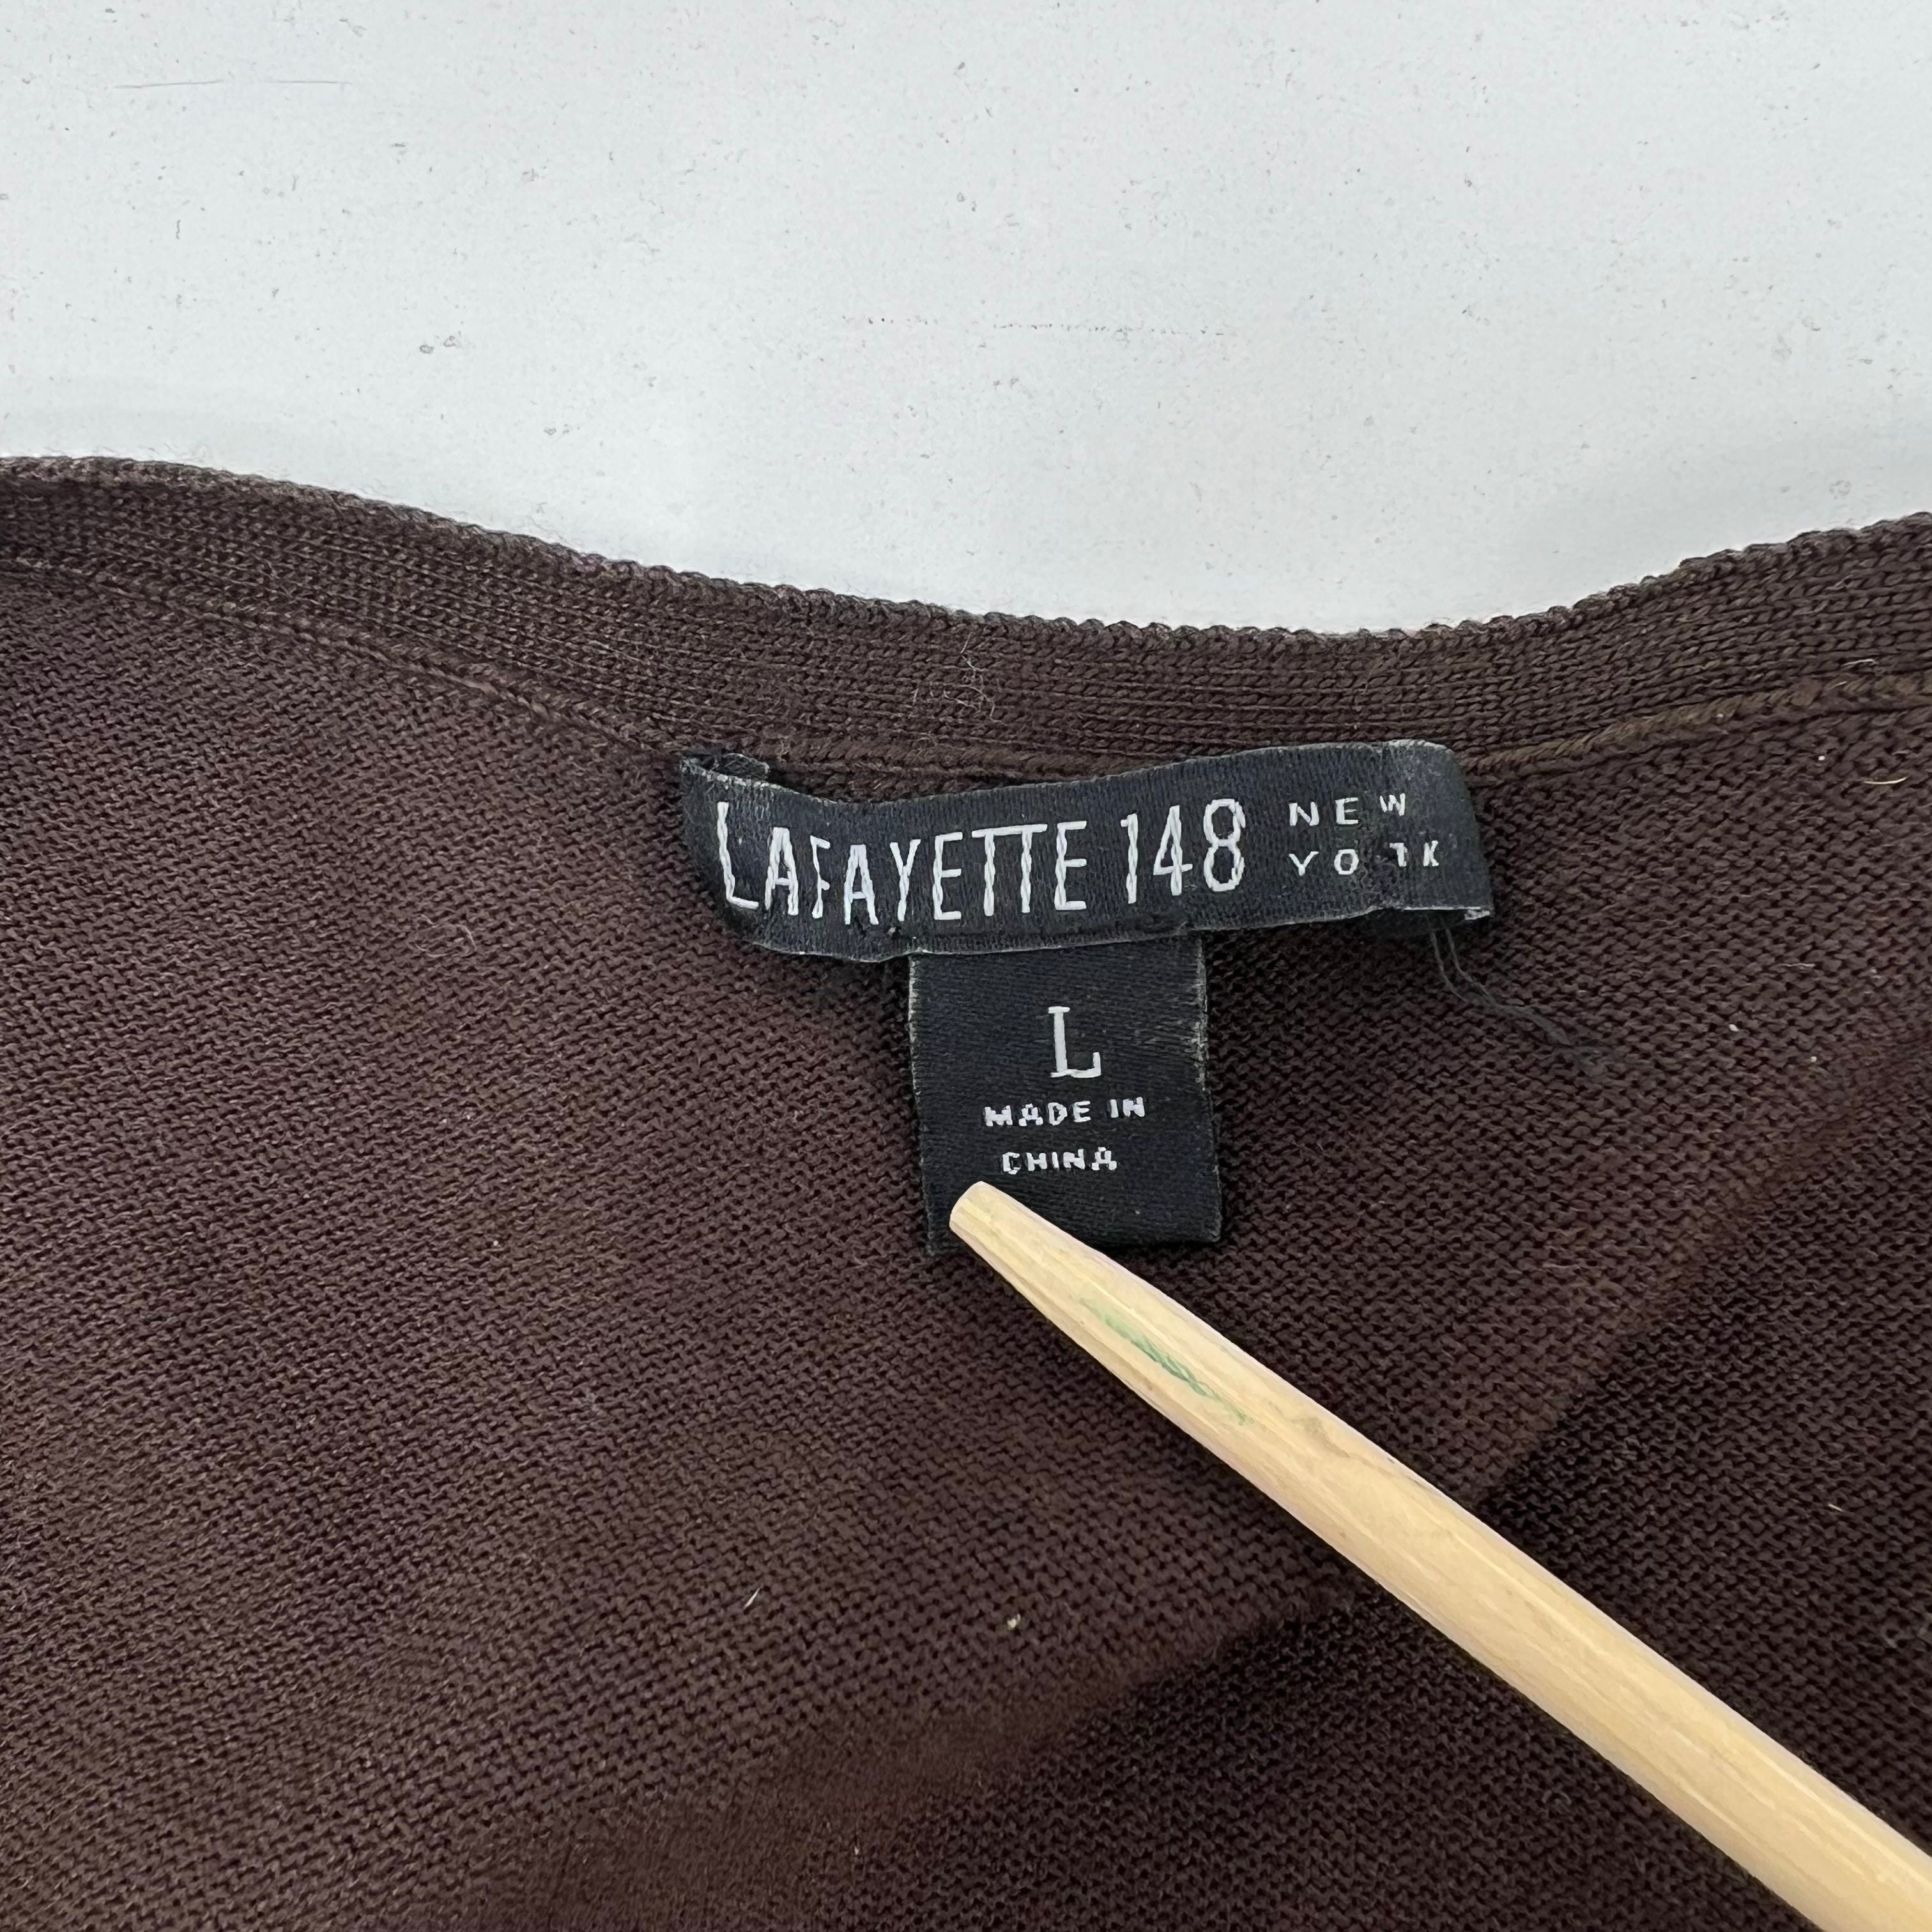 LAFAYETTE 148 NEW YORK
L
MADE IN
CHINA